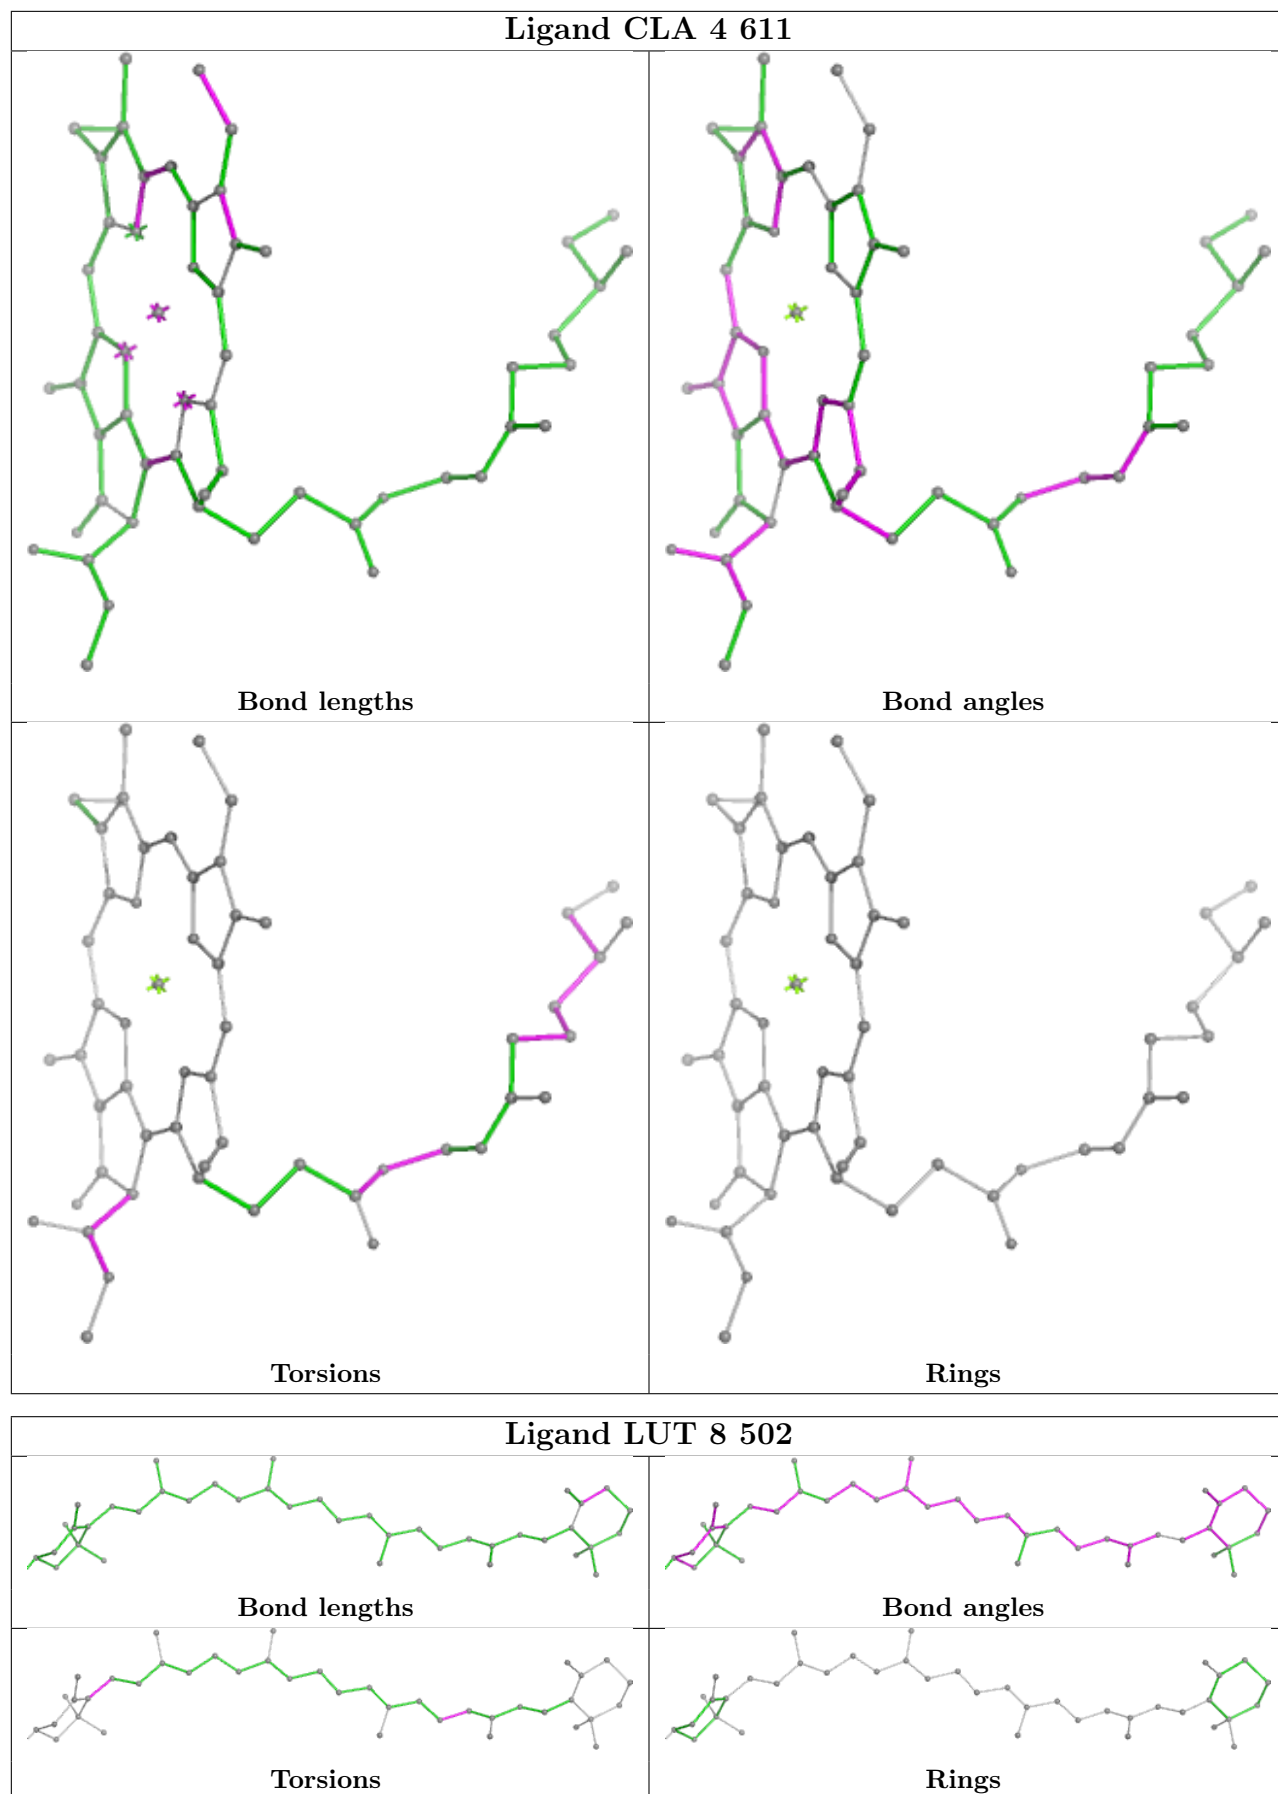 Ligand CLA 4 611
Bond lengths
Bond angles
Torsions
Rings
Ligand LUT 8 502
Bond lengths
Bond angles
Torsions
Rings